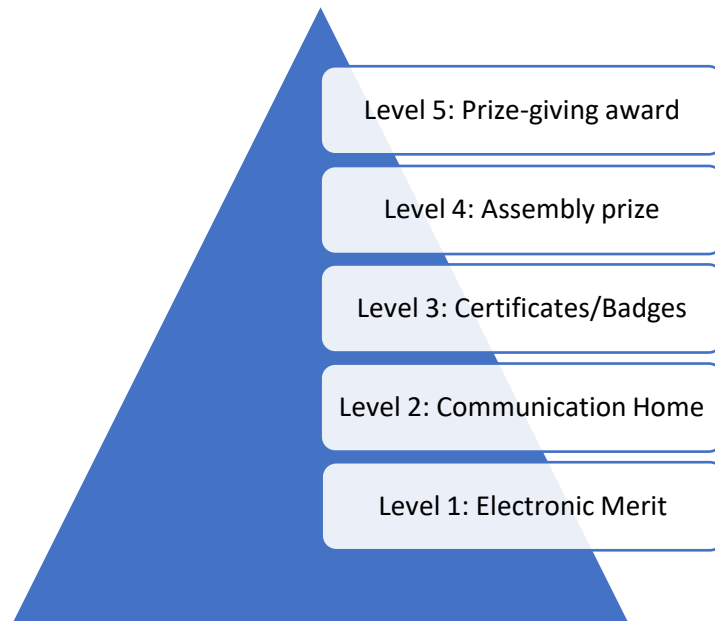 Level 5: Prize-giving award
Level 4: Assembly prize
Level 3: Certificates/Badges
Level 2: Communication Home
Level 1: Electronic Merit